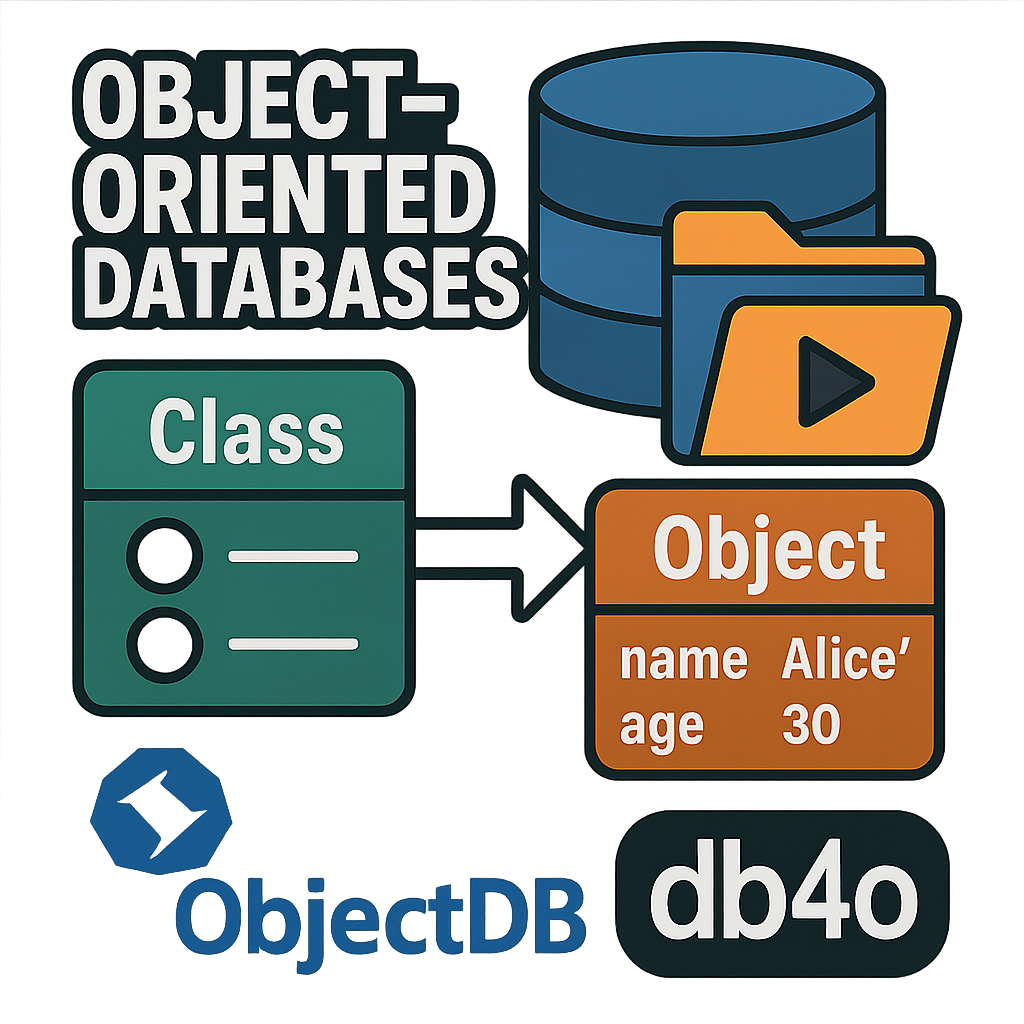 OBJECT-
ORIENTED
DATABASES
Class
Object
name Alice’
age 30
ObjectDB
db4o